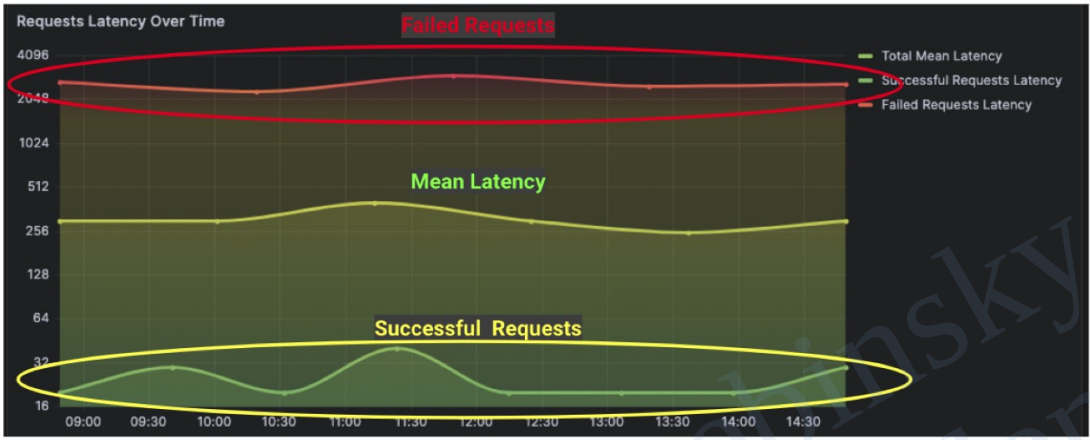 Requests Latency Over Time
Failed Requests
4096
Total Mean Latency
Successful Requests Latency
2048
Failed Requests Latency
1024
512
Mean Latency
256
128
64
Successful Requests
32
16
09:00 09:30 10:00 10:30 11:00 11:30 12:00 12:30 13:00 13:30 14:00 14:30